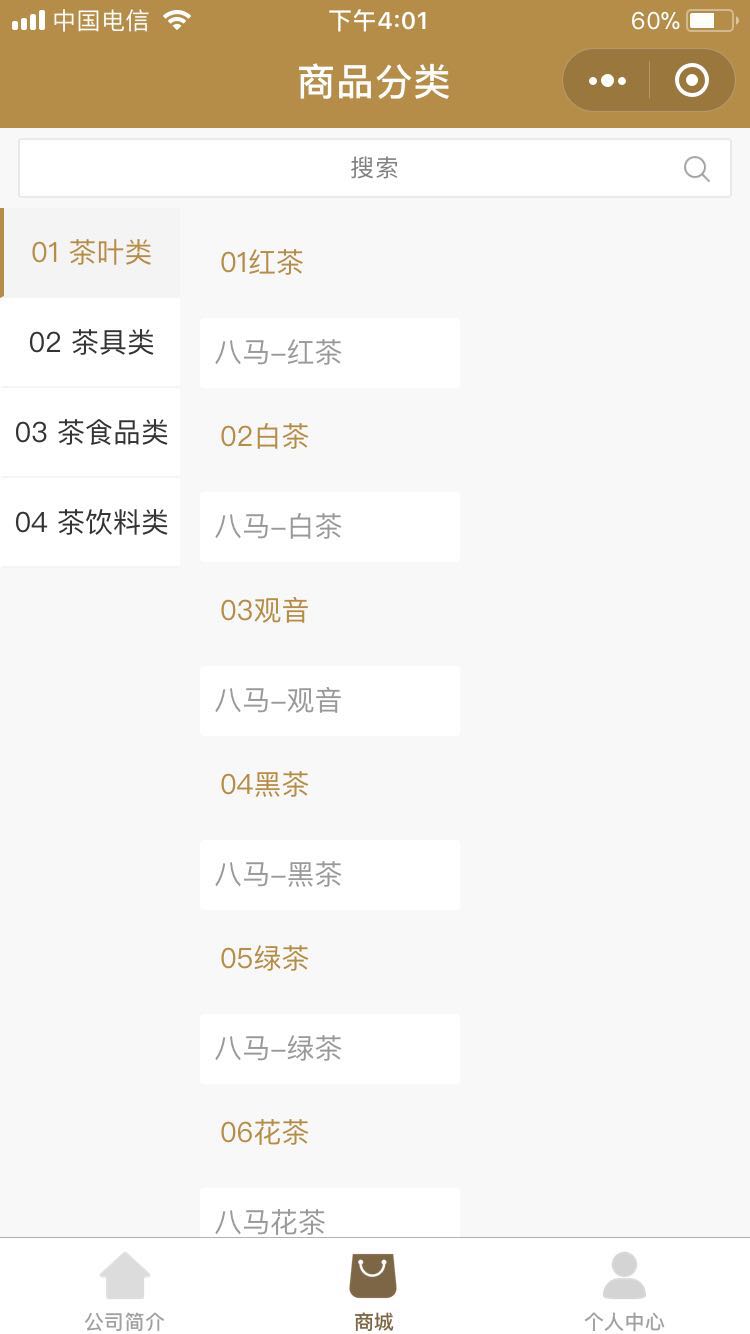 中国电信 下午4:01 60%
商品分类
搜索
01 茶叶类
02 茶具类
03 茶食品类
04 茶饮料类
01红茶
八马-红茶
02白茶
八马-白茶
03观音
八马-观音
04黑茶
八马-黑茶
05绿茶
八马-绿茶
06花茶
八马花茶
公司简介 商城 个人中心